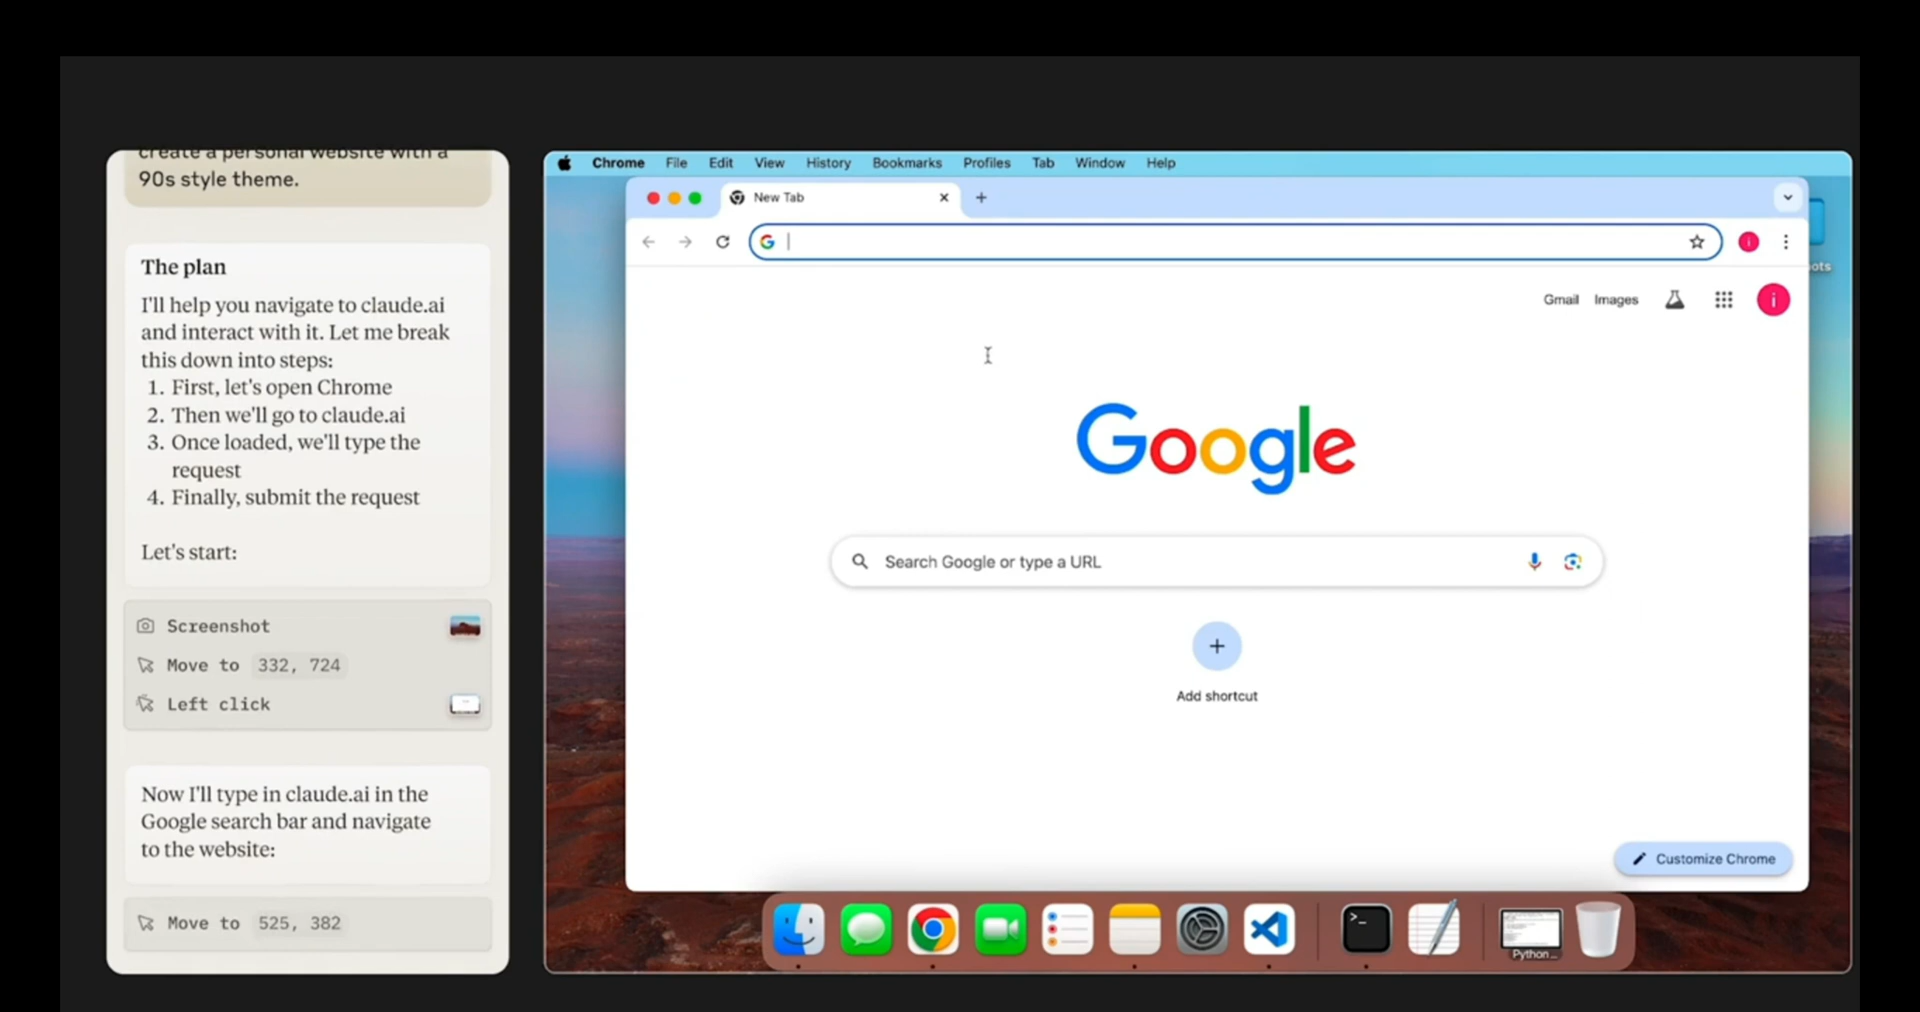 create a personal website with a
90s style theme.
The plan
I'll help you navigate to claude.ai
and interact with it. Let me break
this down into steps:
1. First, let's open Chrome
2. Then we'll go to claude.ai
3. Once loaded, we'll type the
request
4. Finally, submit the request
Let's start:
Screenshot
Move to 332, 724
Left click
Now I'll type in claude.ai in the
Google search bar and navigate
to the website:
Move to 525, 382
Chrome File Edit View History Bookmarks Profiles Tab Window Help
New Tab
Gmail Images i
Google
Search Google or type a URL
Add shortcut
Customize Chrome
Python...